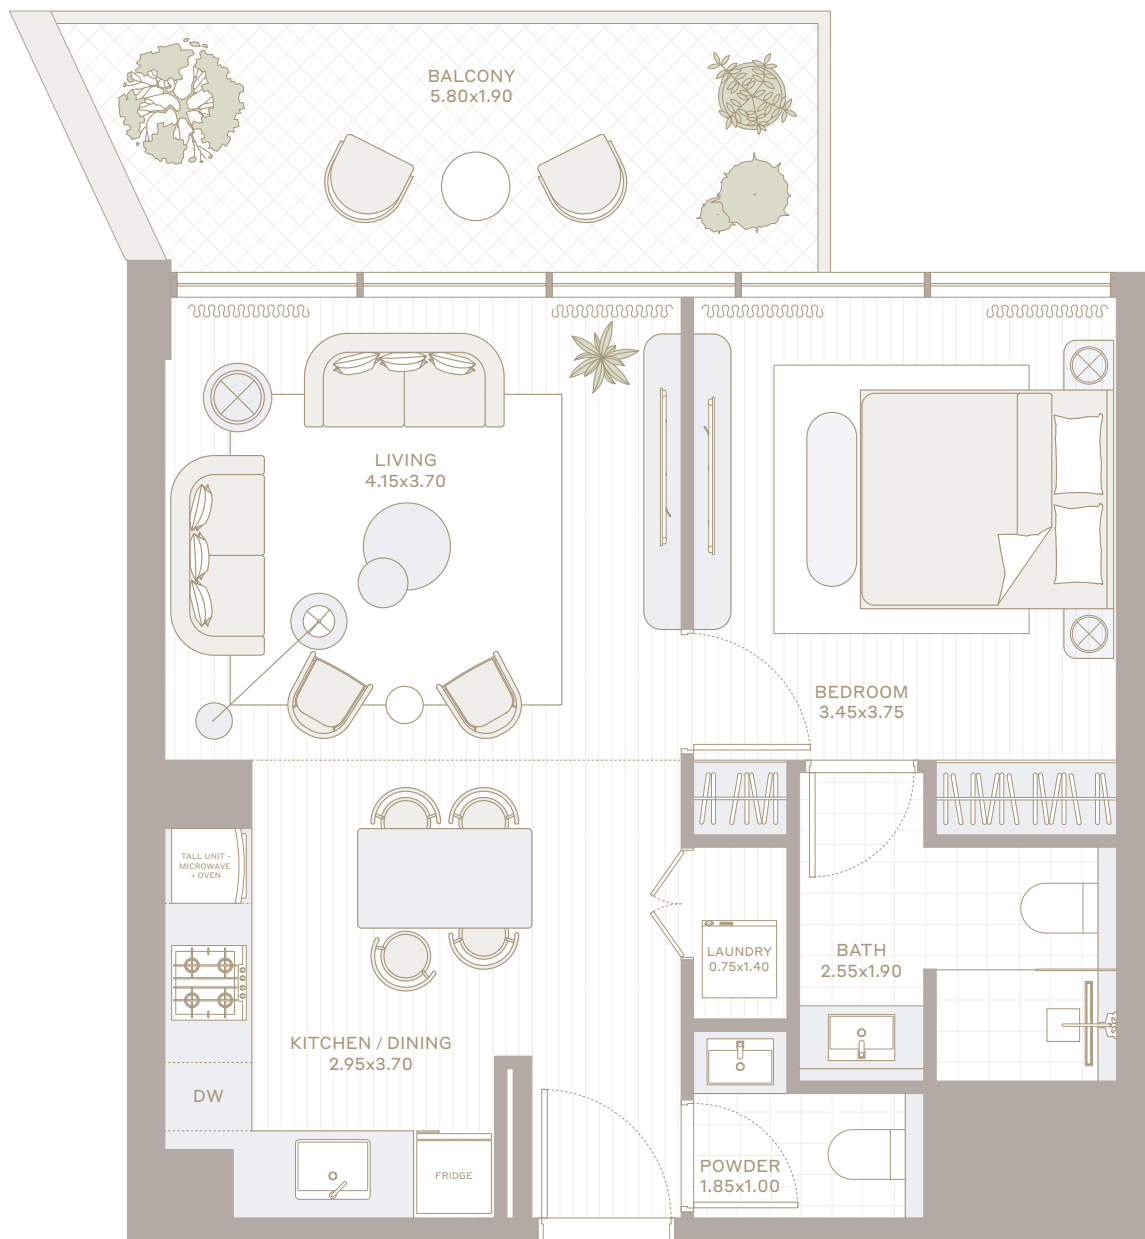 BALCONY
5.80x1.90
LIVING
4.15x3.70
BEDROOM
3.45x3.75
TALL UNIT -
MICROWAVE
+ OVEN
LAUNDRY
0.75x1.40
BATH
2.55x1.90
KITCHEN / DINING
2.95x3.70
DW
FRIDGE
POWDER
1.85x1.00